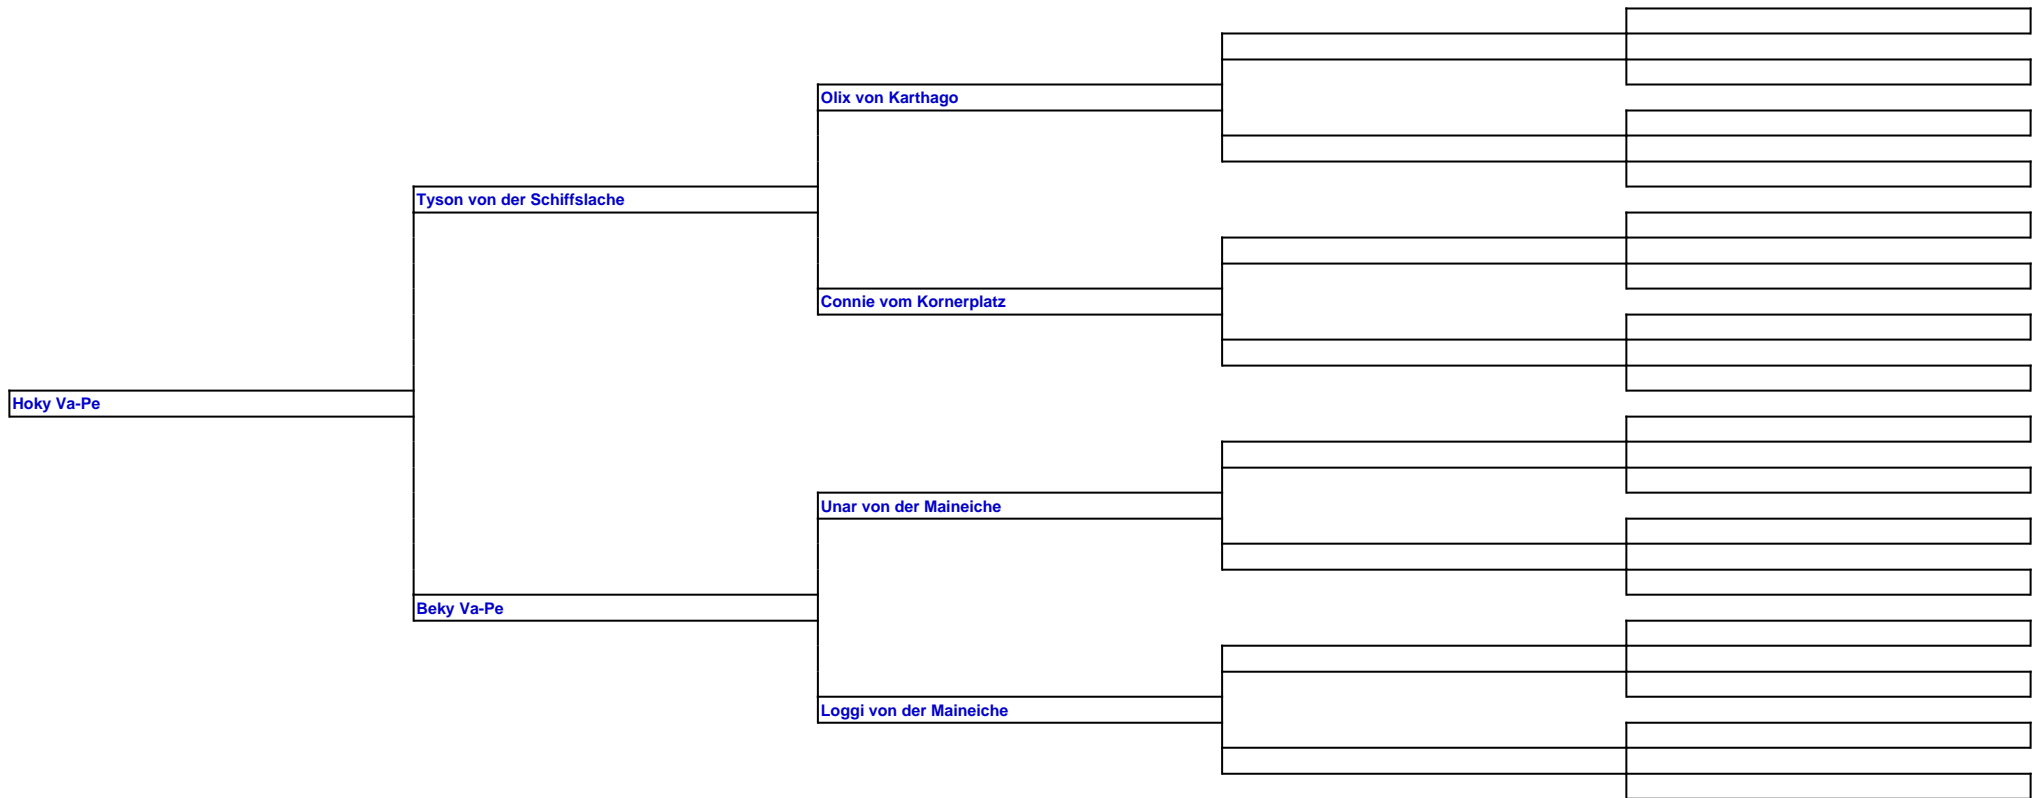 Olix von Karthago
Tyson von der Schiffslache
Connie vom Kornerplatz
Hoky Va-Pe
Unar von der Maineiche
Beky Va-Pe
Loggi von der Maineiche